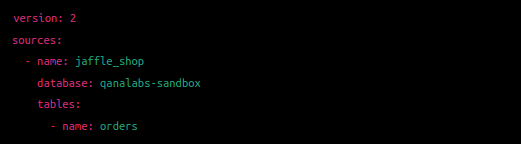 version: 2
sources:
  - name: jaffle_shop
    database: qanalabs-sandbox
    tables:
      - name: orders